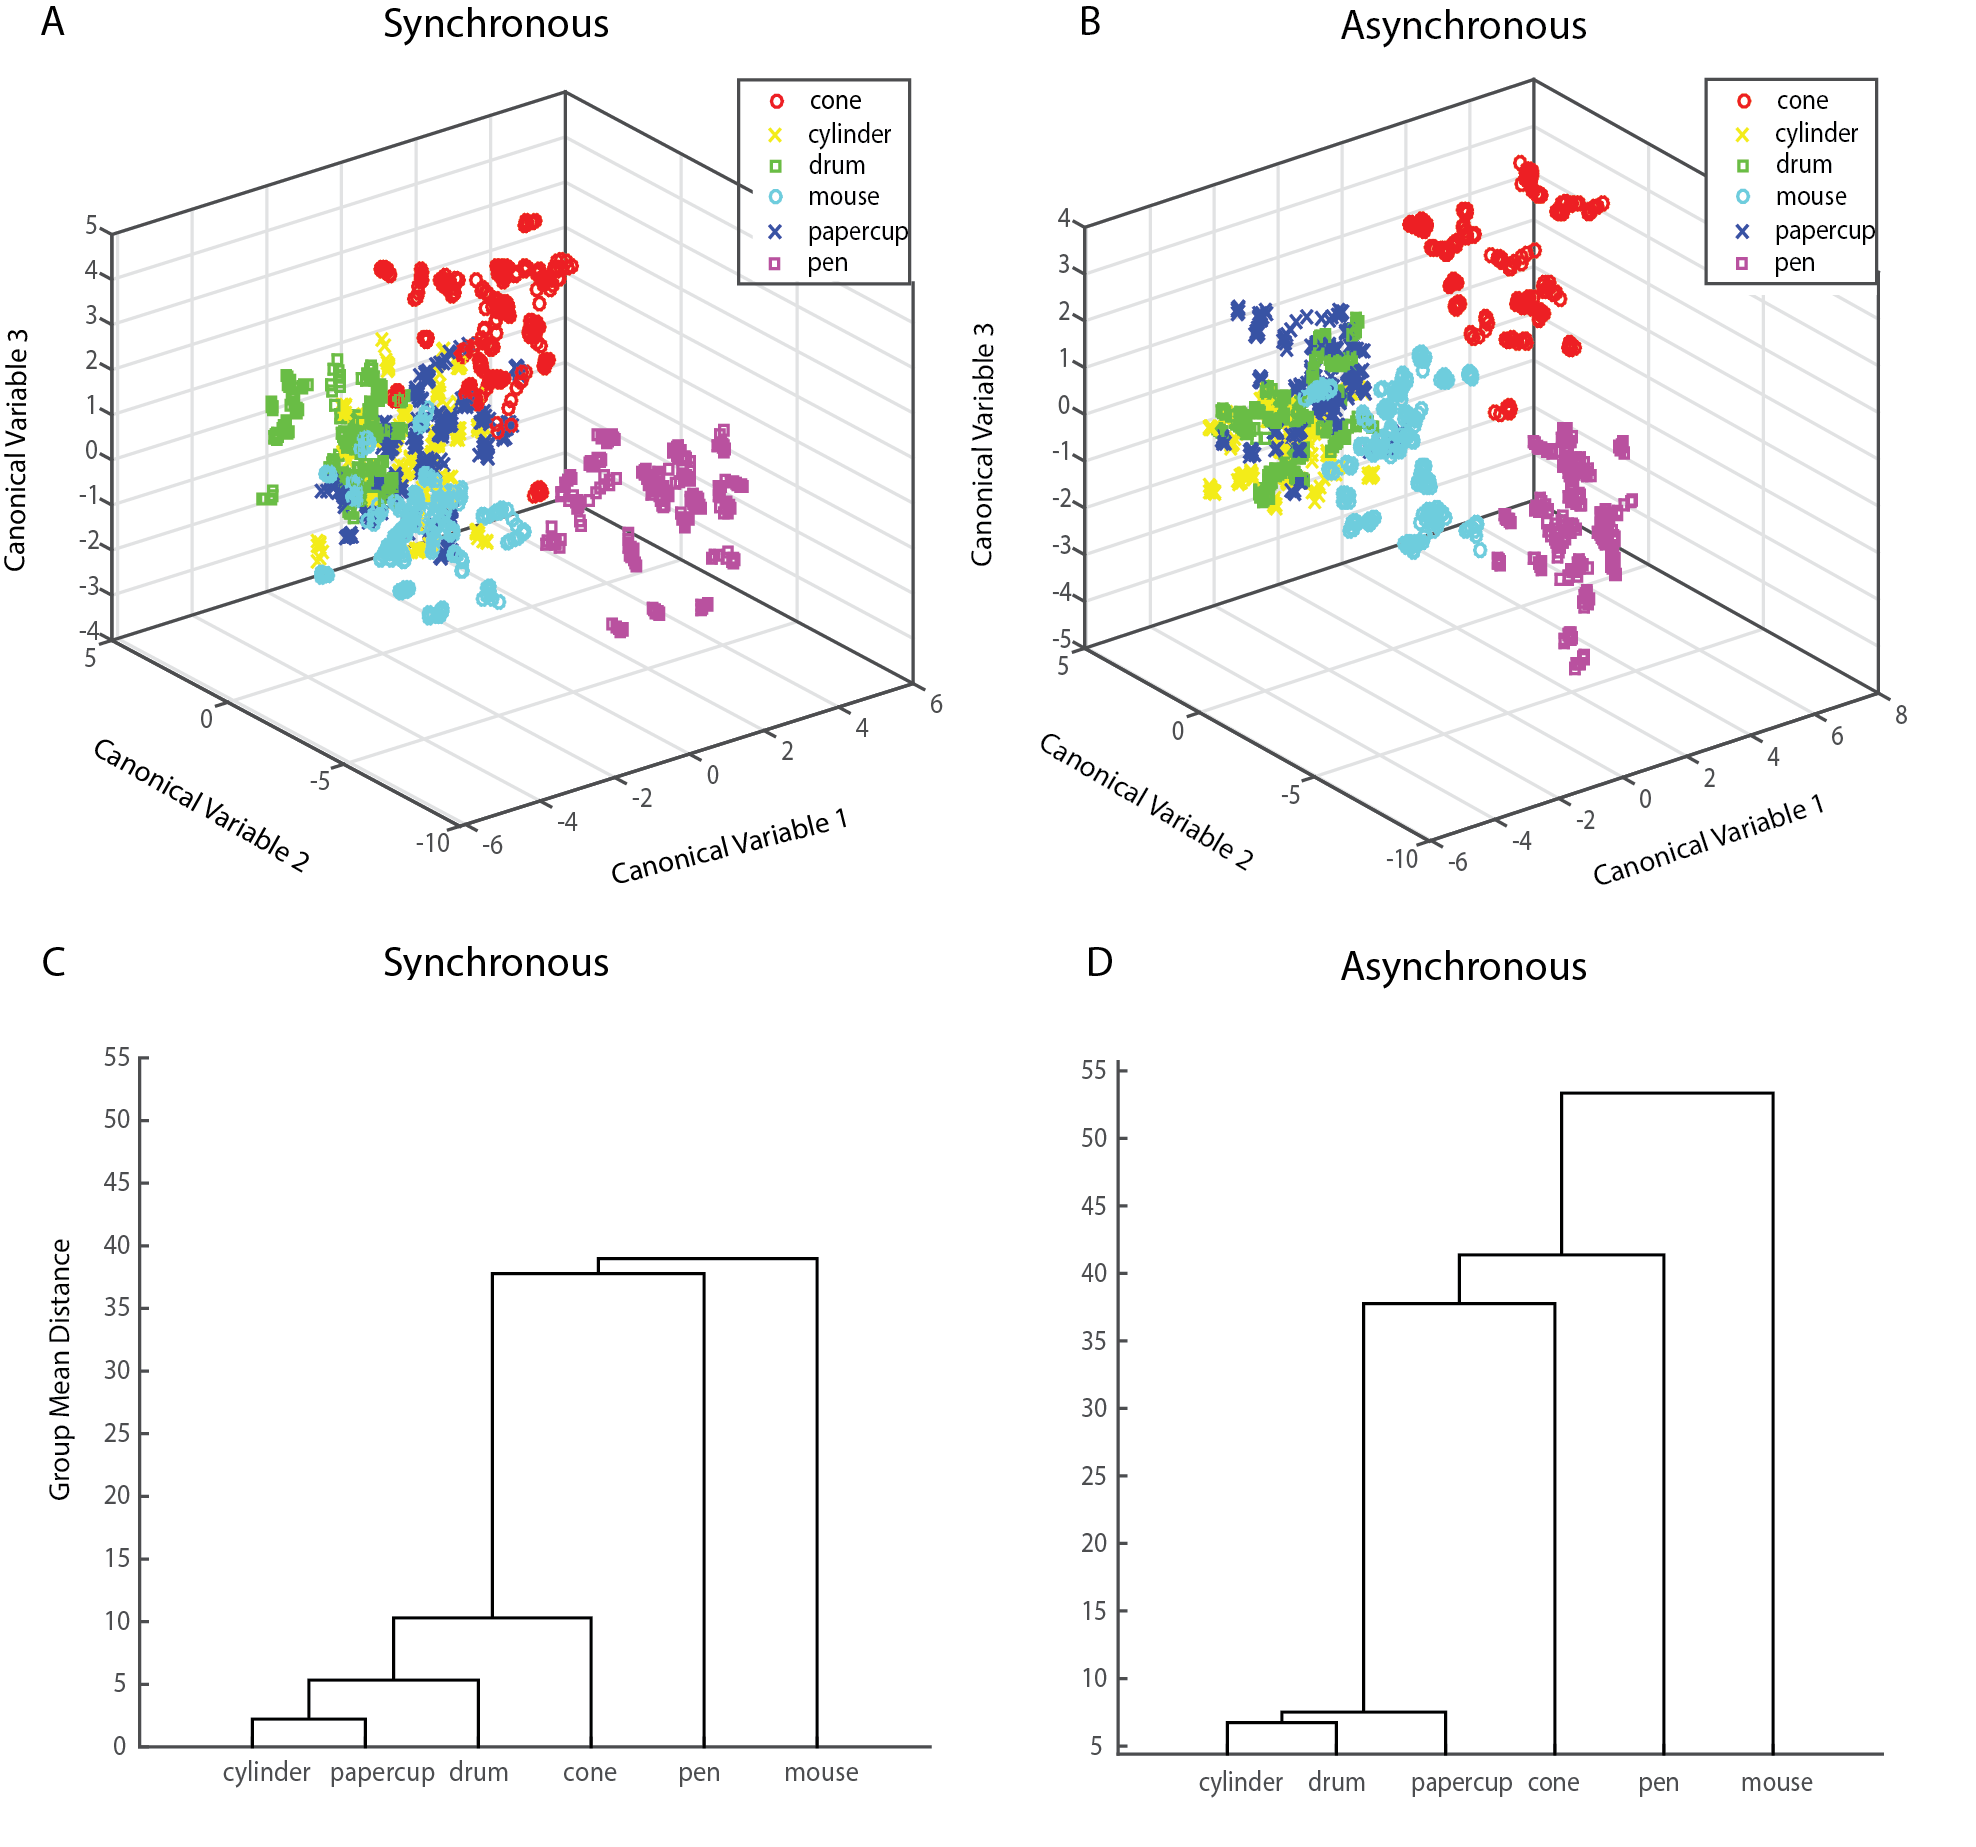 A
Synchronous
cone
cylinder
drum
mouse
papercup
pen
5
4
3
2
1
0
-1
-2
-3
-4
Canonical Variable 3
5
0
-5
-10
Canonical Variable 2
-6
-4
-2
0
2
4
6
Canonical Variable 1
B
Asynchronous
cone
cylinder
drum
mouse
papercup
pen
4
3
2
1
0
-1
-2
-3
-4
-5
Canonical Variable 3
5
0
-5
-10
Canonical Variable 2
-6
-4
-2
0
2
4
6
8
Canonical Variable 1
C
Synchronous
55
50
45
40
35
30
25
20
15
10
5
0
Group Mean Distance
cylinder papercup drum cone pen mouse
D
Asynchronous
55
50
45
40
35
30
25
20
15
10
5
cylinder drum papercup cone pen mouse